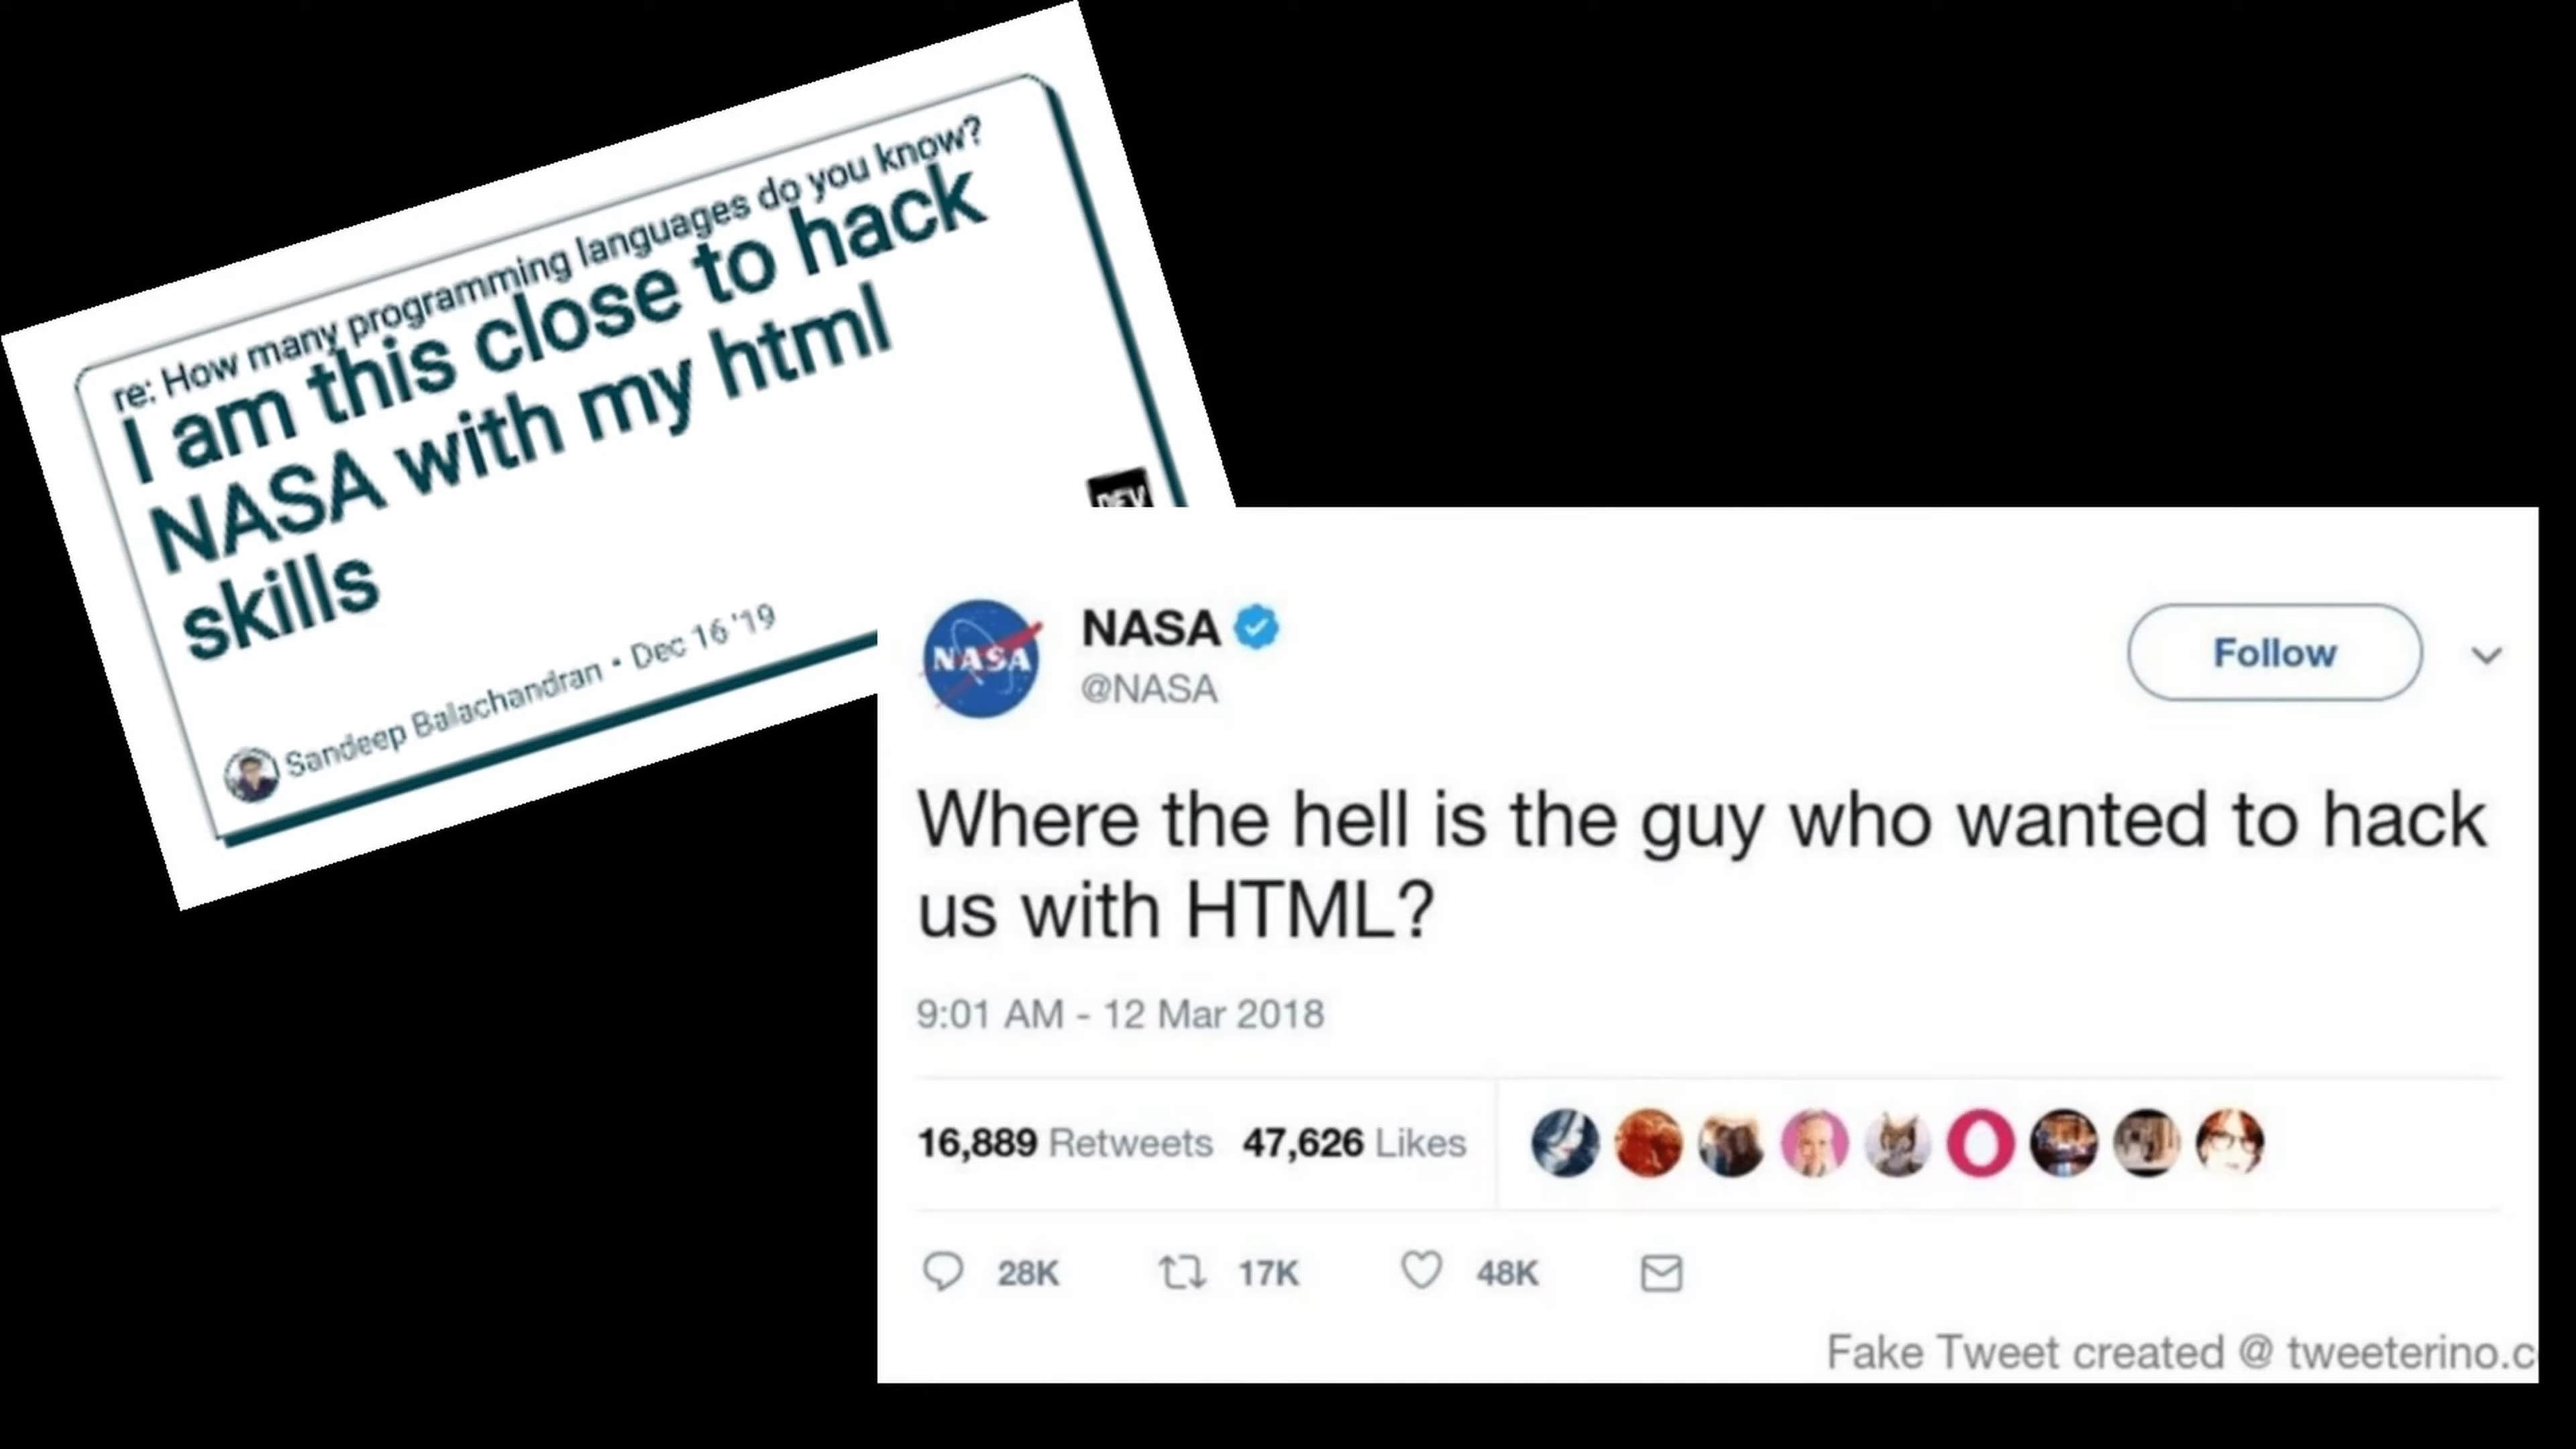 re: How many programming languages do you know?
I am this close to hack
NASA with my html
skills
Sandeep Balachandran • Dec 16 '19
DEV
NASA
NASA
@NASA
Follow
Where the hell is the guy who wanted to hack
us with HTML?
9:01 AM - 12 Mar 2018
16,889 Retweets 47,626 Likes
28K 17K 48K
Fake Tweet created @ tweeterino.c